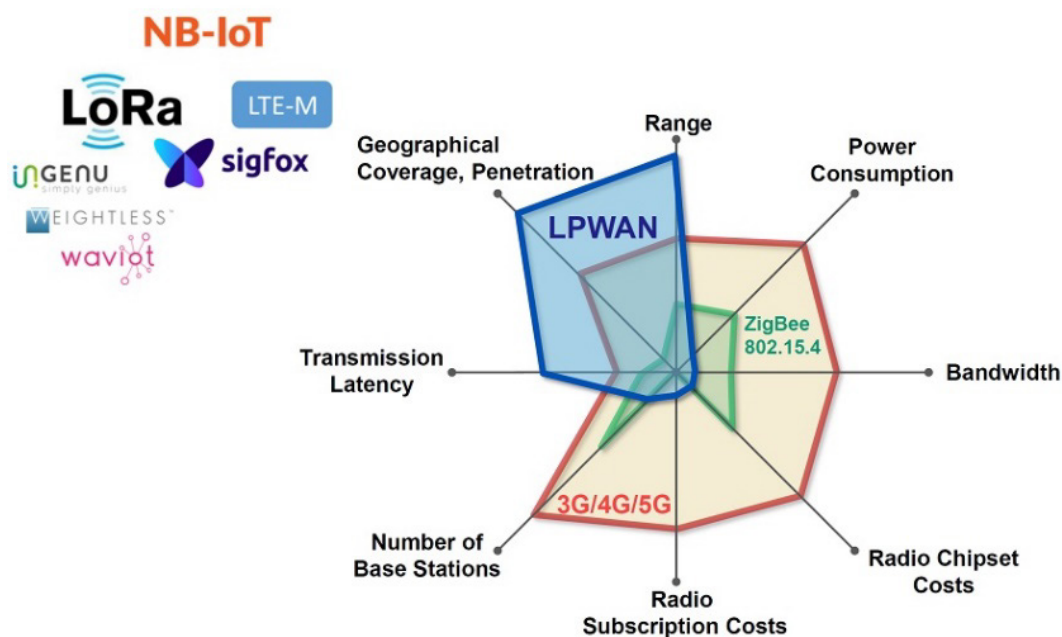 NB-IoT
LoRa
LTE-M
sigfox
iNGENU
simply genius
WEIGHTLESS™
waviot
Range
Geographical
Coverage, Penetration
Power
Consumption
LPWAN
ZigBee
802.15.4
Transmission
Latency
Bandwidth
3G/4G/5G
Number of
Base Stations
Radio
Subscription Costs
Radio Chipset
Costs